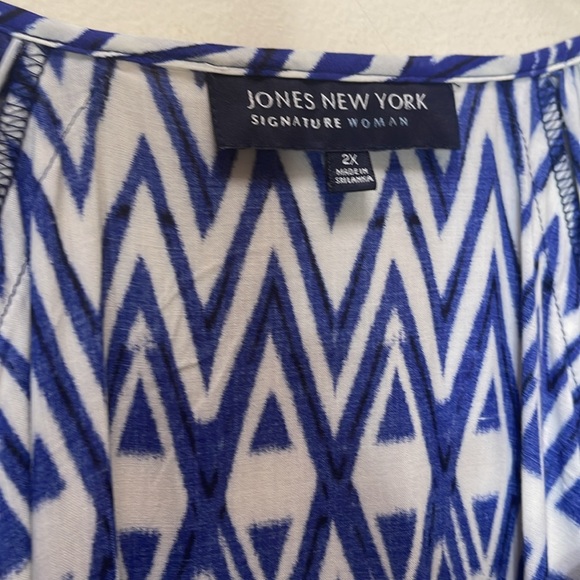 JONES NEW YORK
SIGNATURE WOMAN
2X
MADE IN
SRI LANKA